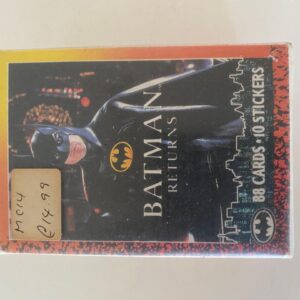 BATMAN
RETURNS
88 CARDS • 10 STICKERS
MC14
£14.99